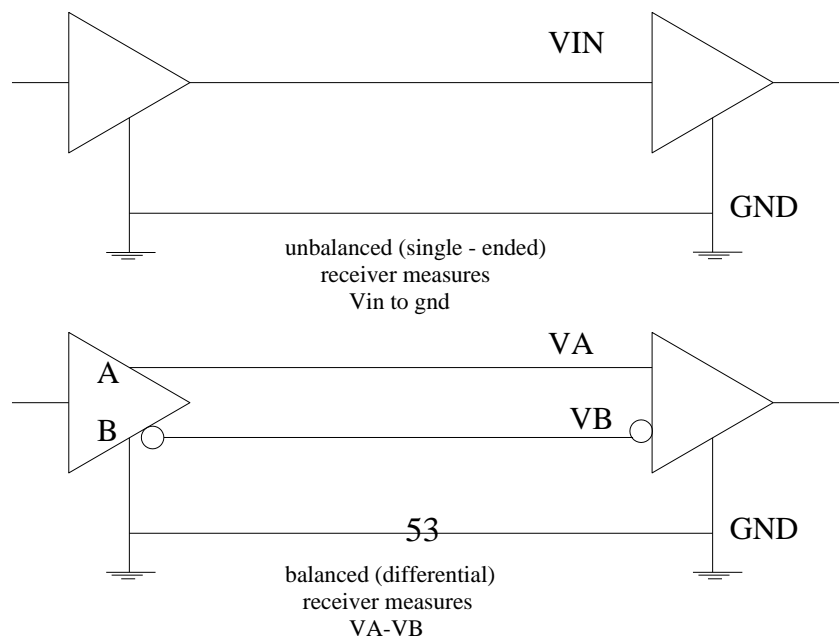 VIN
GND
unbalanced (single - ended)
receiver measures
Vin to gnd
VA
A
B
VB
53
GND
balanced (differential)
receiver measures
VA-VB